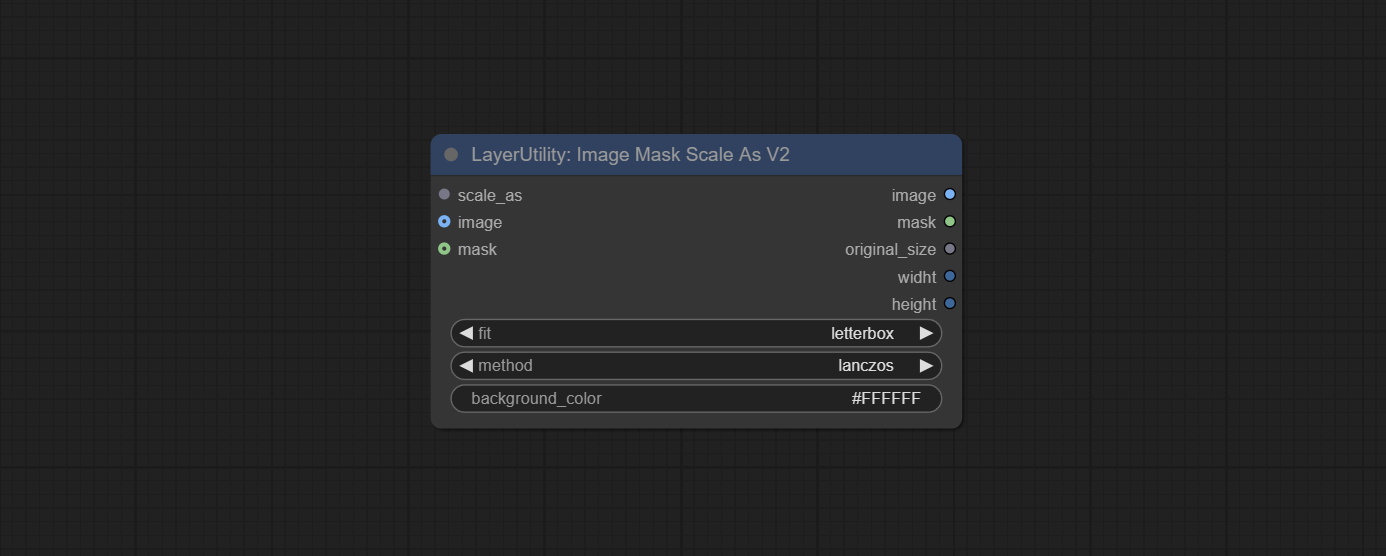 LayerUtility: Image Mask Scale As V2
scale_as image
image mask
mask original_size
widht
height
fit letterbox
method lanczos
background_color #FFFFFF